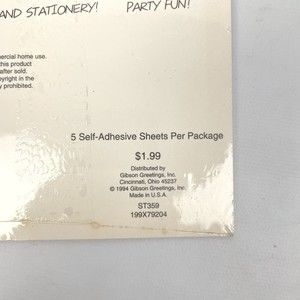 AND STATIONERY! PARTY FUN!
ercial home use.
this product
after sold.
pyright in the
y prohibited.
5 Self-Adhesive Sheets Per Package
$1.99
Distributed by
Gibson Greetings, Inc.
Cincinnati, Ohio 45237
© 1994 Gibson Greetings, Inc.
Made in U.S.A.
ST359
199X79204